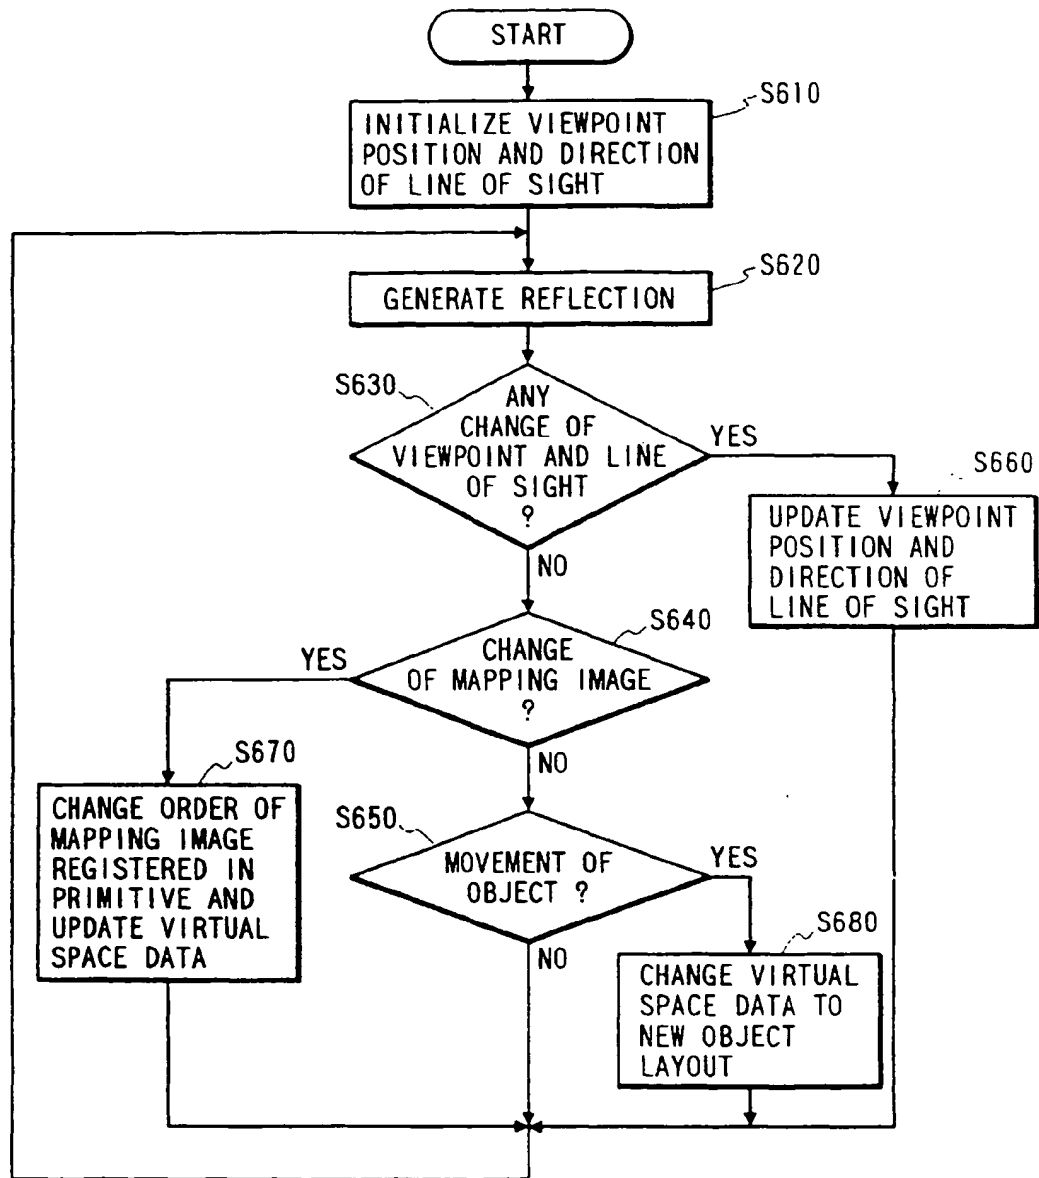 START
S610
INITIALIZE VIEWPOINT
POSITION AND DIRECTION
OF LINE OF SIGHT
S620
GENERATE REFLECTION
S630
ANY
CHANGE OF
VIEWPOINT AND LINE
OF SIGHT
?
YES
NO
S660
UPDATE VIEWPOINT
POSITION AND
DIRECTION OF
LINE OF SIGHT
S640
CHANGE
OF MAPPING IMAGE
?
YES
NO
S670
CHANGE ORDER OF
MAPPING IMAGE
REGISTERED IN
PRIMITIVE AND
UPDATE VIRTUAL
SPACE DATA
S650
MOVEMENT OF
OBJECT ?
YES
NO
S680
CHANGE VIRTUAL
SPACE DATA TO
NEW OBJECT
LAYOUT